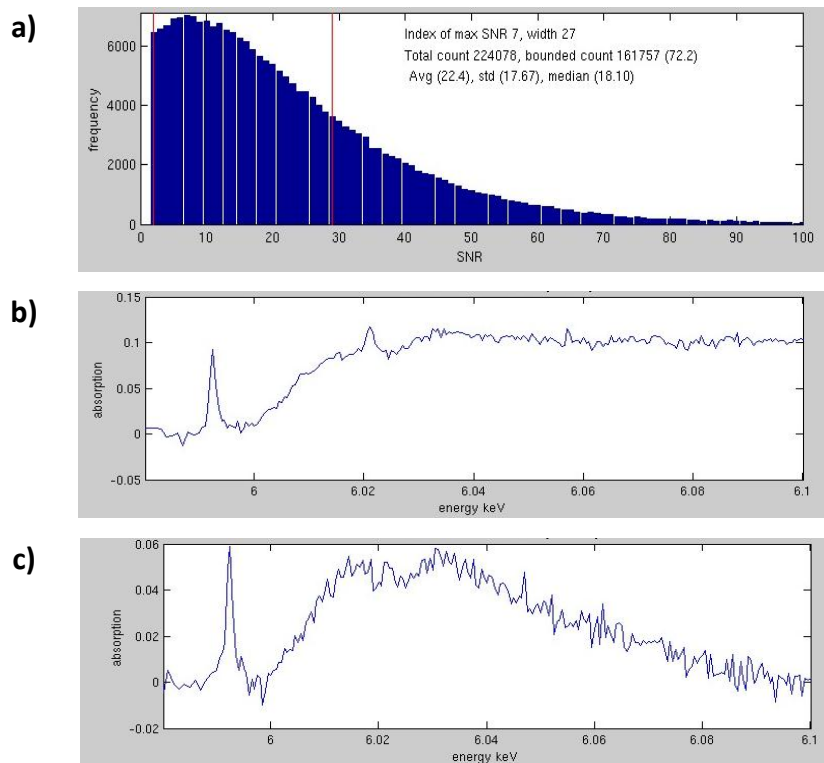 a)
frequency
6000
4000
2000
0
Index of max SNR 7, width 27
Total count 224078, bounded count 161757 (72.2)
Avg (22.4), std (17.67), median (18.10)
0 10 20 30 40 50 60 70 80 90 100
SNR
b)
absorption
0.15
0.1
0.05
0
-0.05
6 6.02 6.04 6.06 6.08 6.1
energy keV
c)
absorption
0.06
0.04
0.02
0
-0.02
6 6.02 6.04 6.06 6.08 6.1
energy keV